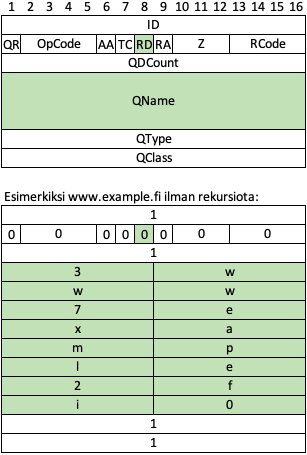 1 2 3 4 5 6 7 8 9 10 11 12 13 14 15 16
ID
QR OpCode AA TC RD RA Z RCode
QDCount
QName
QType
QClass
Esimerkiksi www.example.fi ilman rekursiota:
1
0 0 0 0 0 0 0 0
1
3 w
w w
7 e
x a
m p
l e
2 f
i 0
1
1